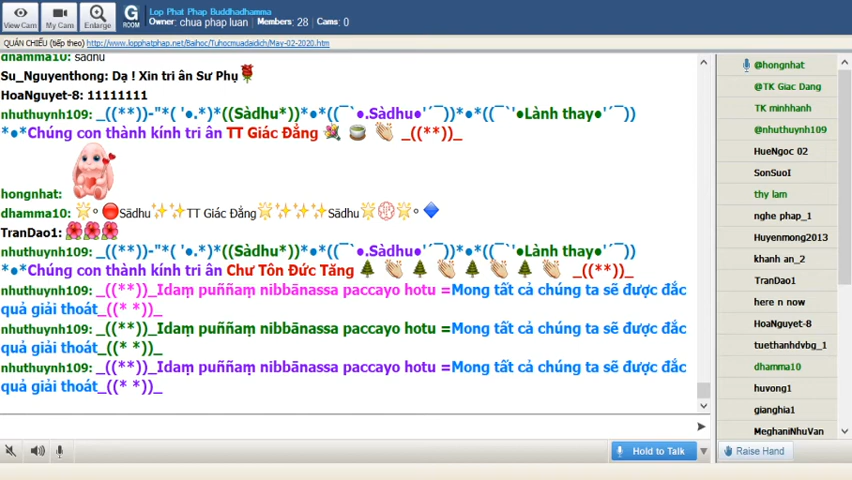 View Cam
My Cam
Enlarge
G
ROOM
Lop Phat Phap Buddhadhamma
Owner: chua phap luan Members: 28 Cams: 0
QUÁN CHIẾU (tiếp theo) http://www.lopphatphap.net/Baihoc/Tuhocmuadaidich/May-02-2020.htm
dhamma10: sadhu
Su_Nguyenthong: Dạ ! Xin tri ân Sư Phụ
HoaNguyet-8: 11111111
nhuthuynh109: _((**))-"*( '●.*)*((Sàdhu*))*●*((¯`●.Sàdhu●'´¯))*●*((¯`'●Lành thay●'´¯))
*●*Chúng con thành kính tri ân TT Giác Đẳng _((**))_
hongnhat:
dhamma10: Sādhu TT Giác Đẳng Sādhu
TranDao1:
nhuthuynh109: _((**))-"*( '●.*)*((Sàdhu*))*●*((¯`●.Sàdhu●'´¯))*●*((¯`'●Lành thay●'´¯))
*●*Chúng con thành kính tri ân Chư Tôn Đức Tăng _((**))_
nhuthuynh109: _((**))_Idaṃ puññaṃ nibbānassa paccayo hotu =Mong tất cả chúng ta sẽ được đắc
quả giải thoát_((* *))_
nhuthuynh109: _((**))_Idaṃ puññaṃ nibbānassa paccayo hotu =Mong tất cả chúng ta sẽ được đắc
quả giải thoát_((* *))_
nhuthuynh109: _((**))_Idaṃ puññaṃ nibbānassa paccayo hotu =Mong tất cả chúng ta sẽ được đắc
quả giải thoát_((* *))_
Hold to Talk
@hongnhat
@TK Giac Dang
TK minhhanh
@nhuthuynh109
HueNgoc 02
SonSuoI
thy lam
nghe phap_1
Huyenmong2013
khanh an_2
TranDao1
here n now
HoaNguyet-8
tuethanhdvbg_1
dhamma10
huvong1
gianghia1
MeghaniNhuVan
Raise Hand